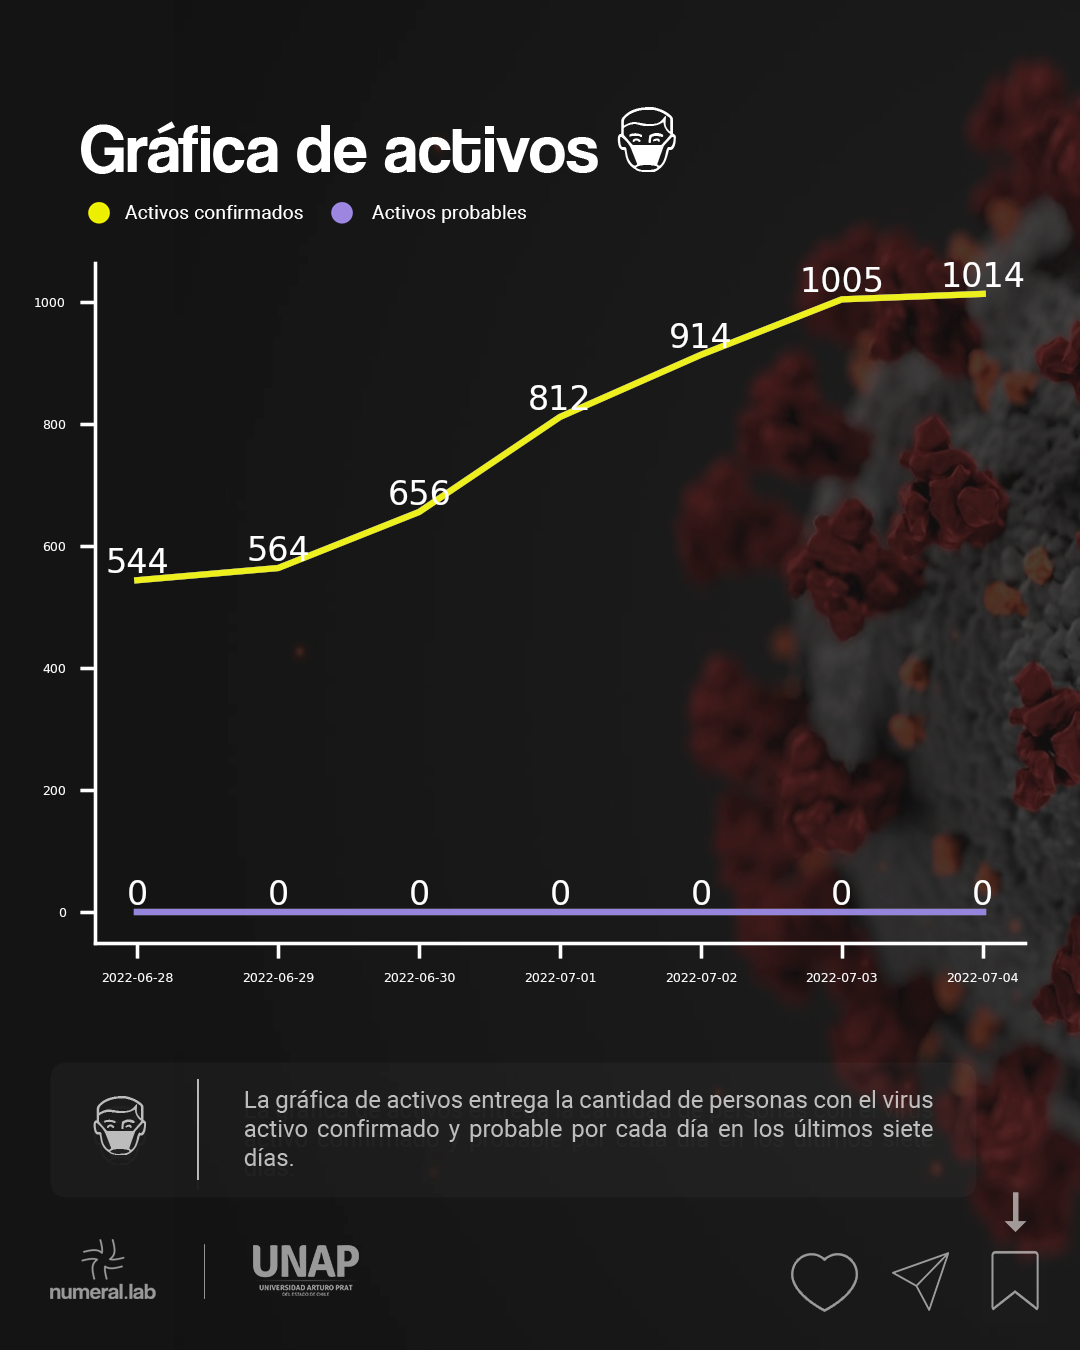 Gráfica de activos
Activos confirmados Activos probables
1000
800
600
400
200
0
544 564 656 812 914 1005 1014
0 0 0 0 0 0 0
2022-06-28 2022-06-29 2022-06-30 2022-07-01 2022-07-02 2022-07-03 2022-07-04
La gráfica de activos entrega la cantidad de personas con el virus
activo confirmado y probable por cada día en los últimos siete
días.
numeral.lab
UNAP
UNIVERSIDAD ARTURO PRAT
DEL ESTADO DE CHILE